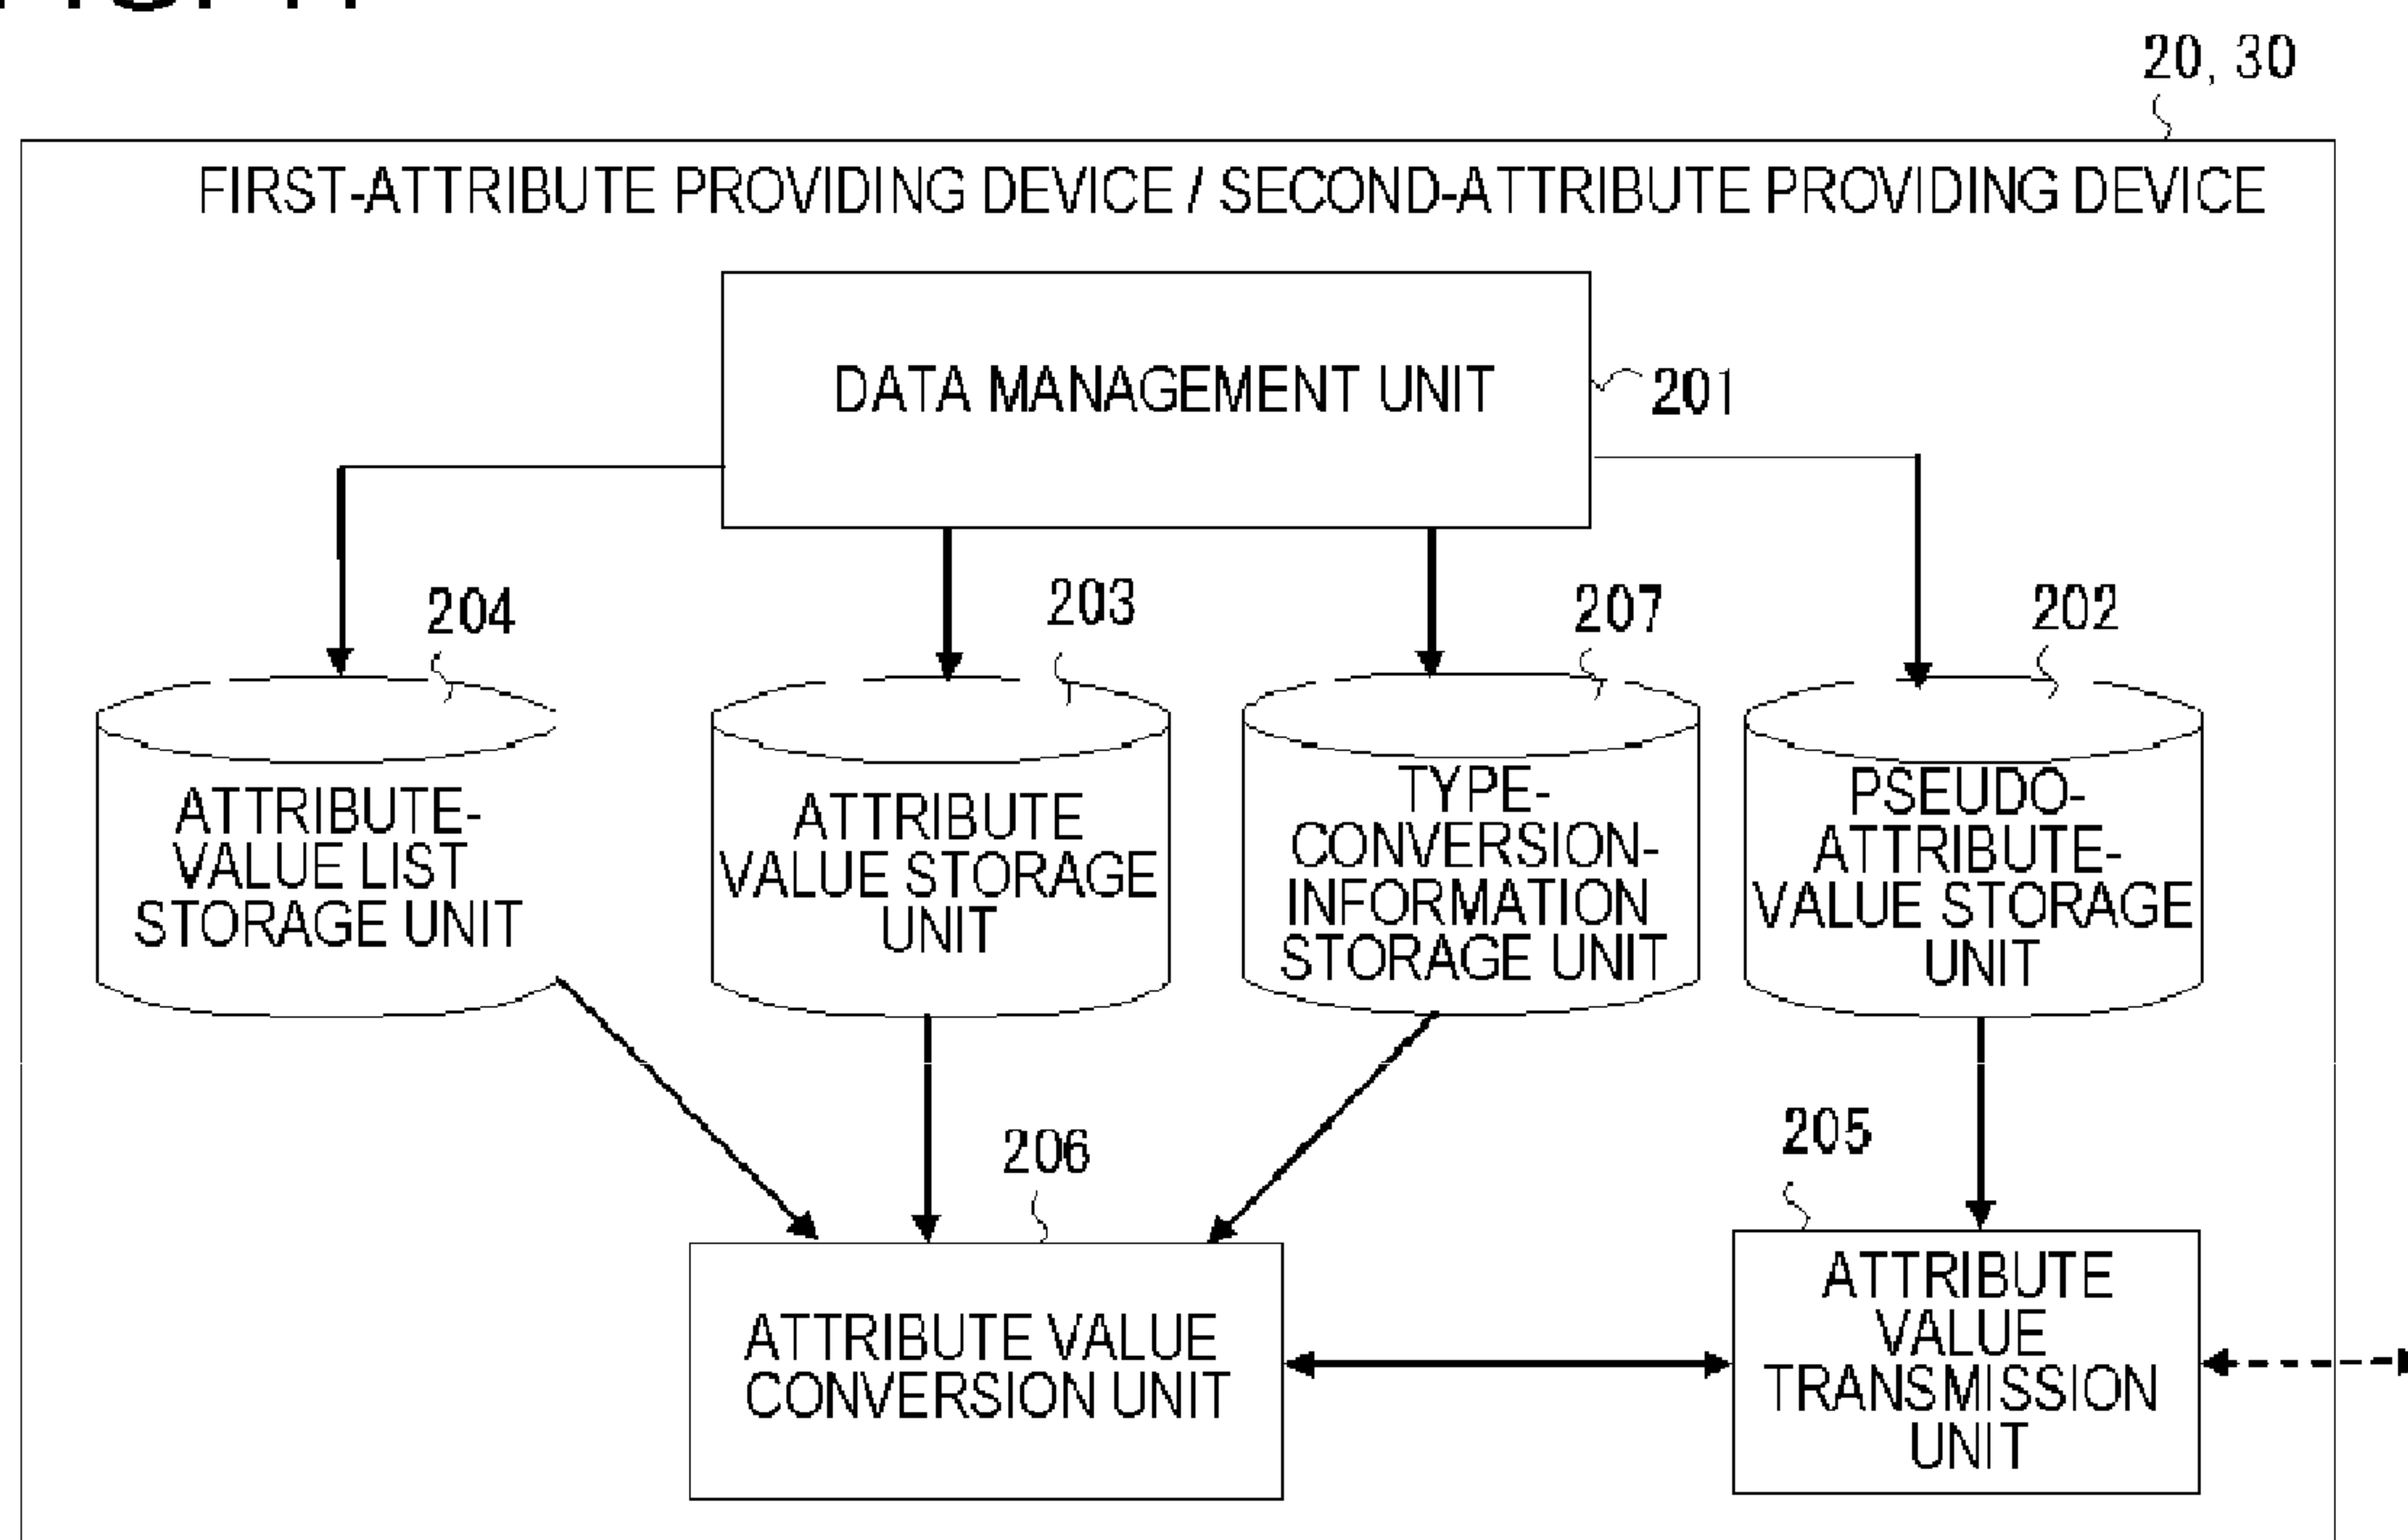 20, 30
FIRST-ATTRIBUTE PROVIDING DEVICE / SECOND-ATTRIBUTE PROVIDING DEVICE
DATA MANAGEMENT UNIT
201
204
203
207
202
ATTRIBUTE-
VALUE LIST
STORAGE UNIT
ATTRIBUTE
VALUE STORAGE
UNIT
TYPE-
CONVERSION-
INFORMATION
STORAGE UNIT
PSEUDO-
ATTRIBUTE-
VALUE STORAGE
UNIT
206
205
ATTRIBUTE VALUE
CONVERSION UNIT
ATTRIBUTE
VALUE
TRANSMISSION
UNIT